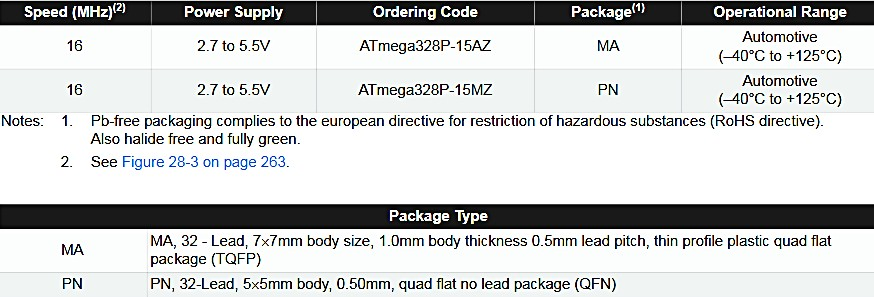 Speed (MHz)(2) Power Supply Ordering Code Package(1) Operational Range
16 2.7 to 5.5V ATmega328P-15AZ MA Automotive
(–40°C to +125°C)
16 2.7 to 5.5V ATmega328P-15MZ PN Automotive
(–40°C to +125°C)
Notes: 1. Pb-free packaging complies to the european directive for restriction of hazardous substances (RoHS directive).
Also halide free and fully green.
2. See Figure 28-3 on page 263.
Package Type
MA MA, 32 - Lead, 7×7mm body size, 1.0mm body thickness 0.5mm lead pitch, thin profile plastic quad flat
package (TQFP)
PN PN, 32-Lead, 5×5mm body, 0.50mm, quad flat no lead package (QFN)